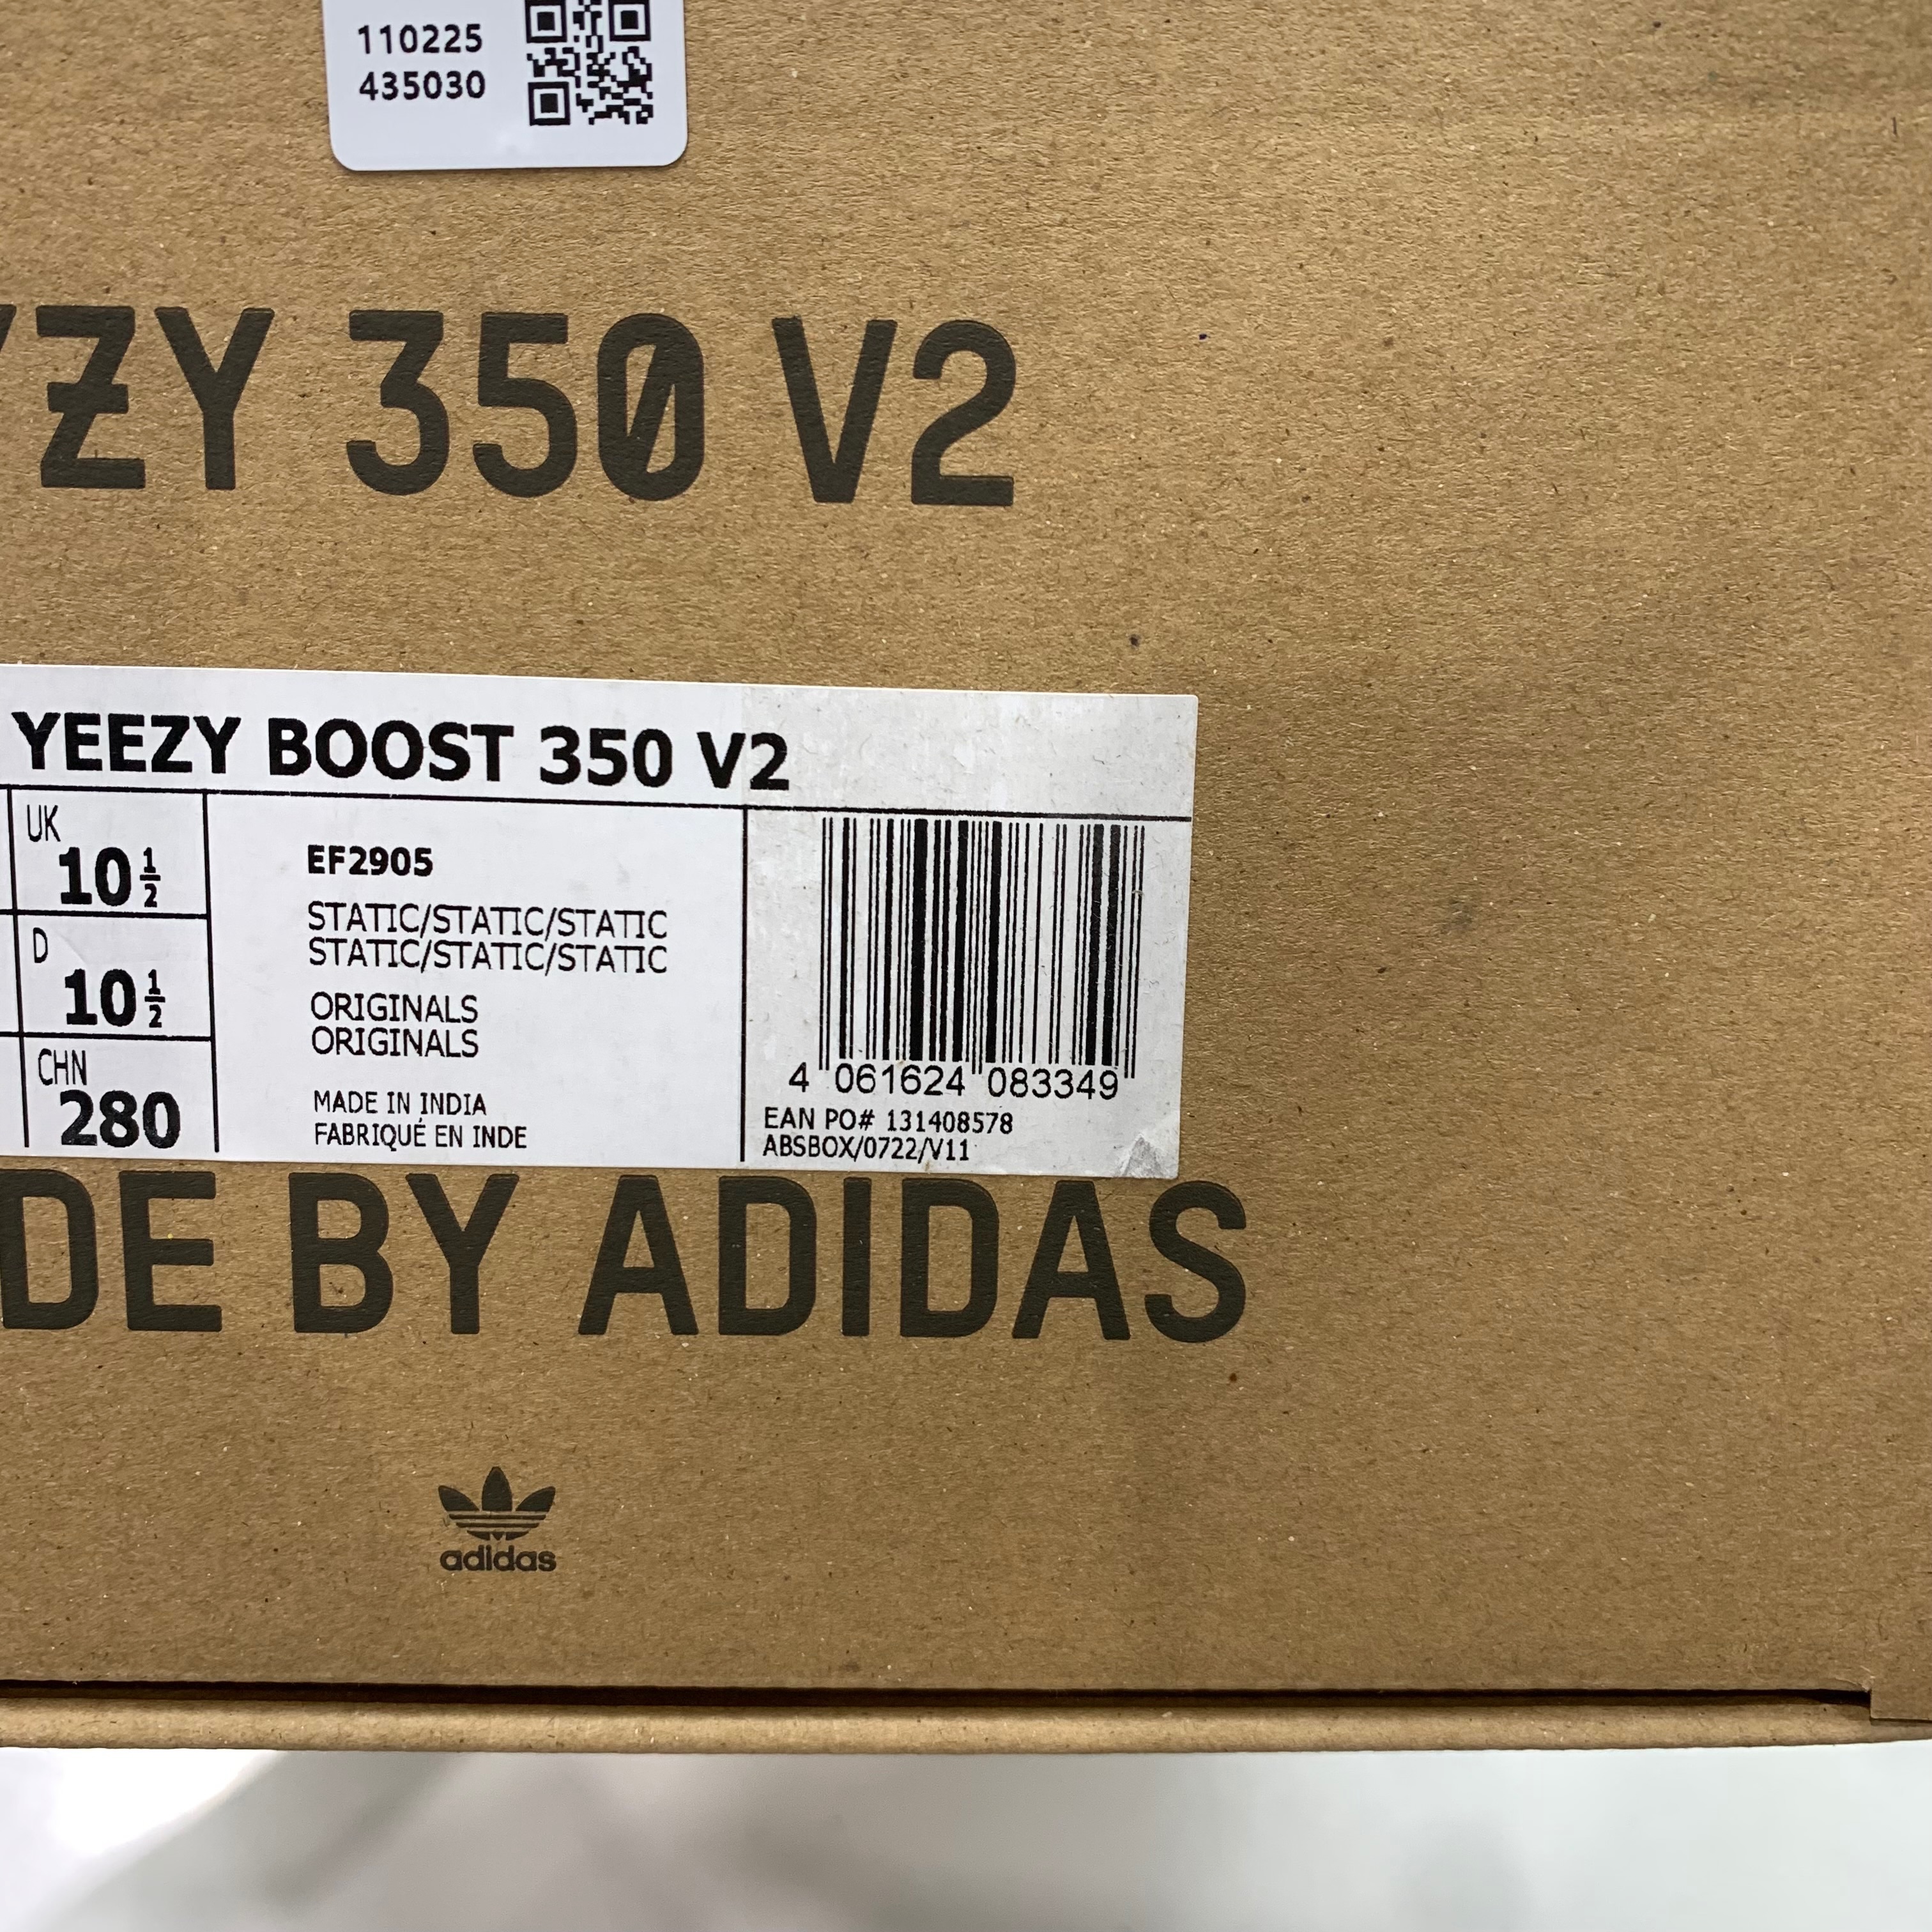 110225
435030
ZY 350 V2
YEEZY BOOST 350 V2
UK
10½
D
10½
CHN
280
EF2905
STATIC/STATIC/STATIC
STATIC/STATIC/STATIC
ORIGINALS
ORIGINALS
MADE IN INDIA
FABRIQUÉ EN INDE
4 061624 083349
EAN PO# 131408578
ABSBOX/0722/V11
DE BY ADIDAS
adidas